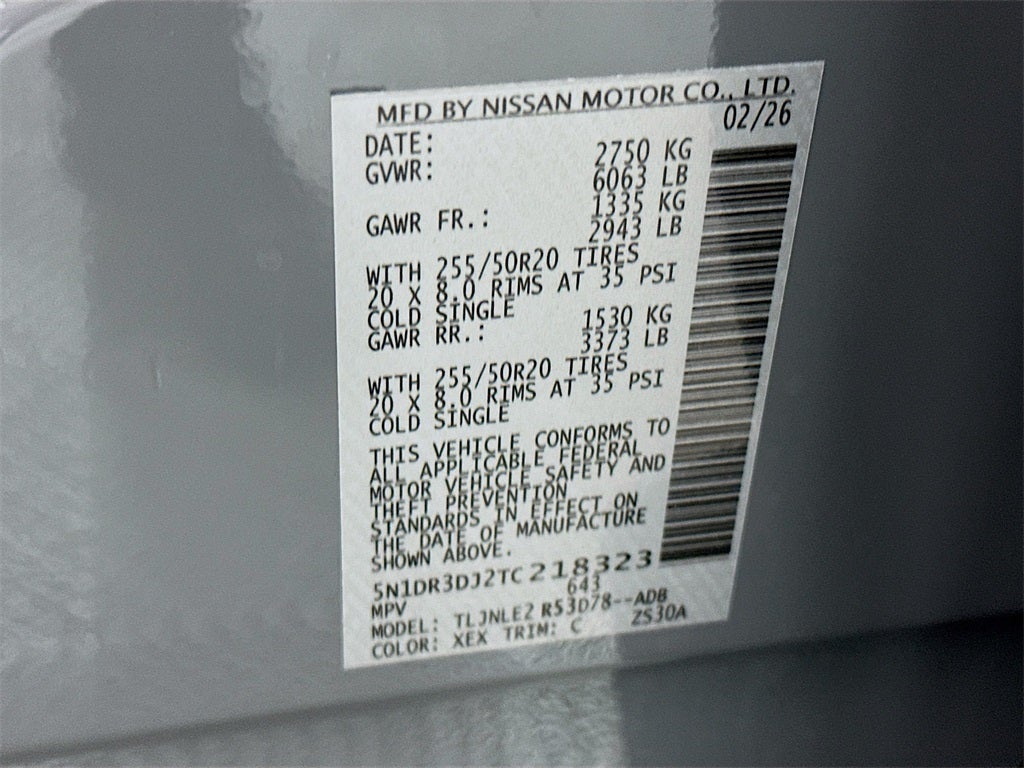 MFD BY NISSAN MOTOR CO., LTD.
DATE: 02/26
GVWR: 2750 KG
6063 LB
GAWR FR.: 1335 KG
2943 LB
WITH 255/50R20 TIRES
20 X 8.0 RIMS AT 35 PSI
COLD SINGLE
GAWR RR.: 1530 KG
3373 LB
WITH 255/50R20 TIRES
20 X 8.0 RIMS AT 35 PSI
COLD SINGLE
THIS VEHICLE CONFORMS TO
ALL APPLICABLE FEDERAL
MOTOR VEHICLE SAFETY AND
THEFT PREVENTION
STANDARDS IN EFFECT ON
THE DATE OF MANUFACTURE
SHOWN ABOVE.
5N1DR3DJ2TC218323
MPV 643
MODEL: TLJNLE2 R53D78--ADB
COLOR: XEX TRIM: C ZS30A